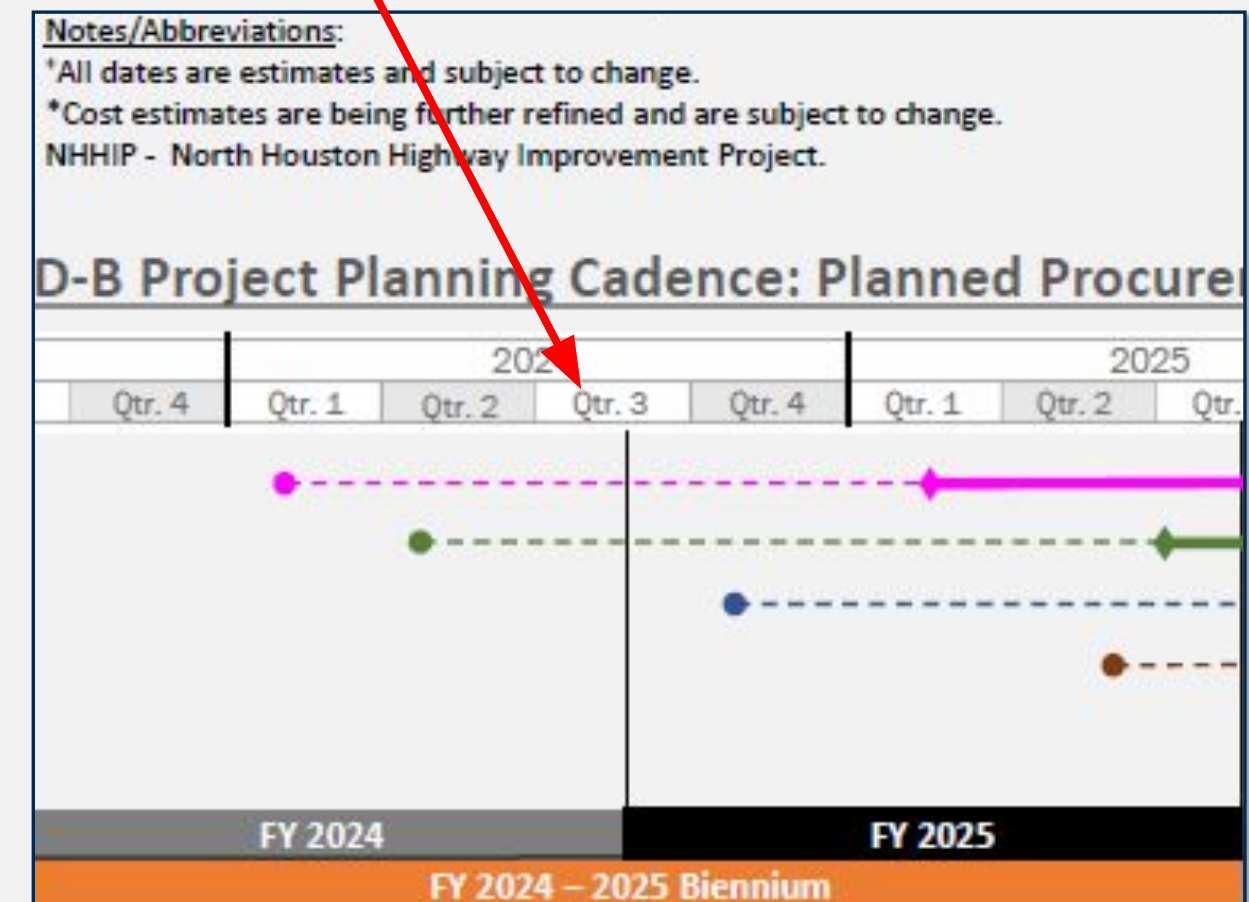 Notes/Abbreviations:
+All dates are estimates and subject to change.
*Cost estimates are being further refined and are subject to change.
NHHIP - North Houston Highway Improvement Project.
D-B Project Planning Cadence: Planned
2025
Qtr. 4 Qtr. 1 Qtr. 2 Qtr. 3 Qtr. 4 Qtr. 1 Qtr. 2 Qtr.
FY 2024 FY 2025
FY 2024 – 2025 Biennium